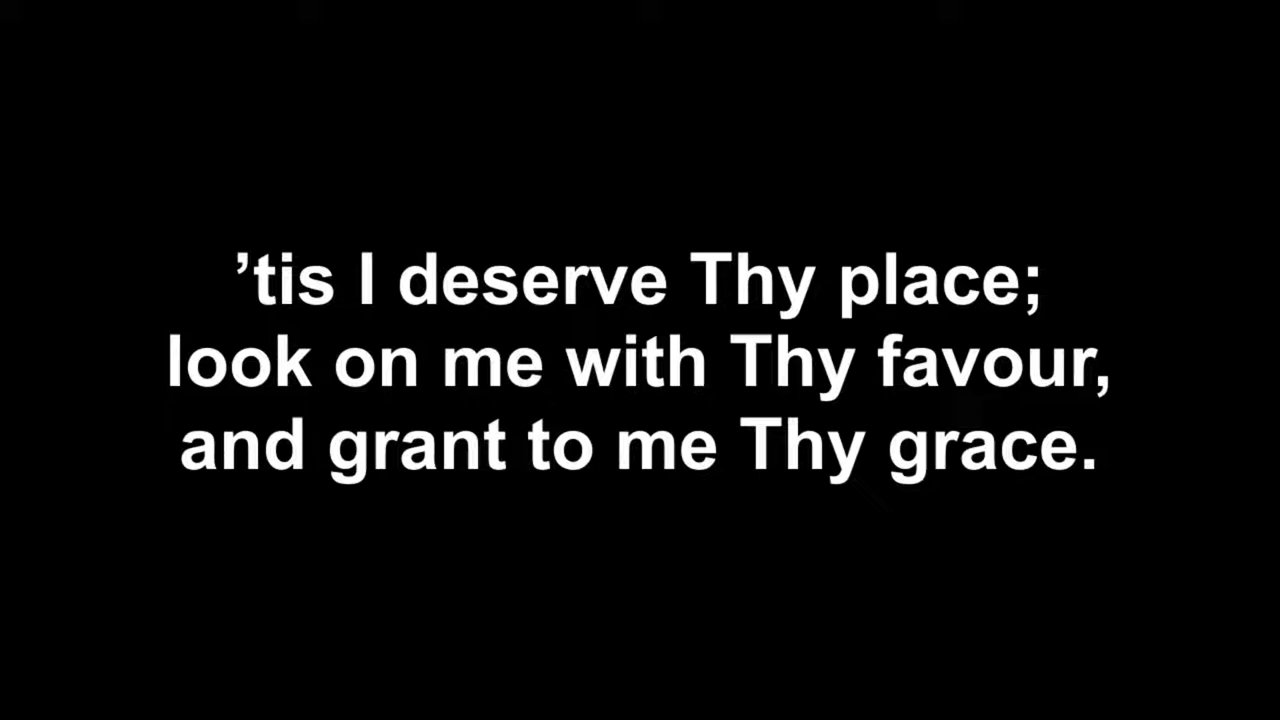 ’tis I deserve Thy place;
look on me with Thy favour,
and grant to me Thy grace.